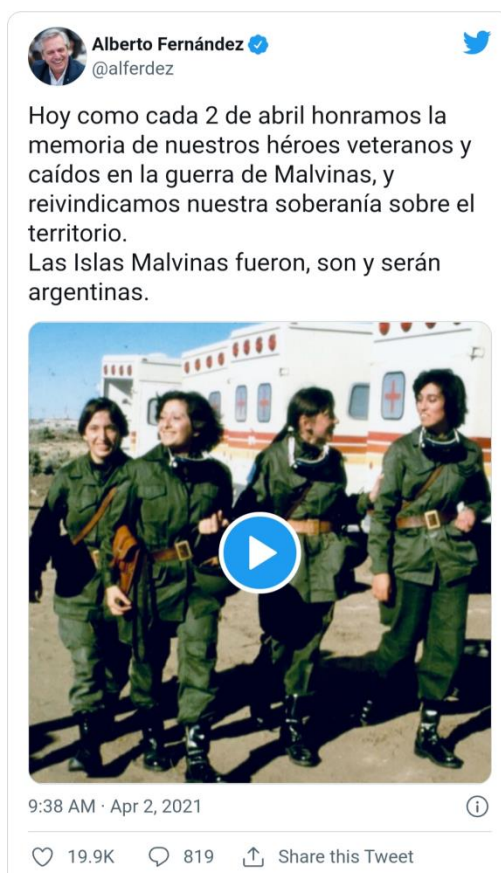 Alberto Fernández
@alferdez
Hoy como cada 2 de abril honramos la
memoria de nuestros héroes veteranos y
caídos en la guerra de Malvinas, y
reivindicamos nuestra soberanía sobre el
territorio.
Las Islas Malvinas fueron, son y serán
argentinas.
9:38 AM · Apr 2, 2021
19.9K 819 Share this Tweet